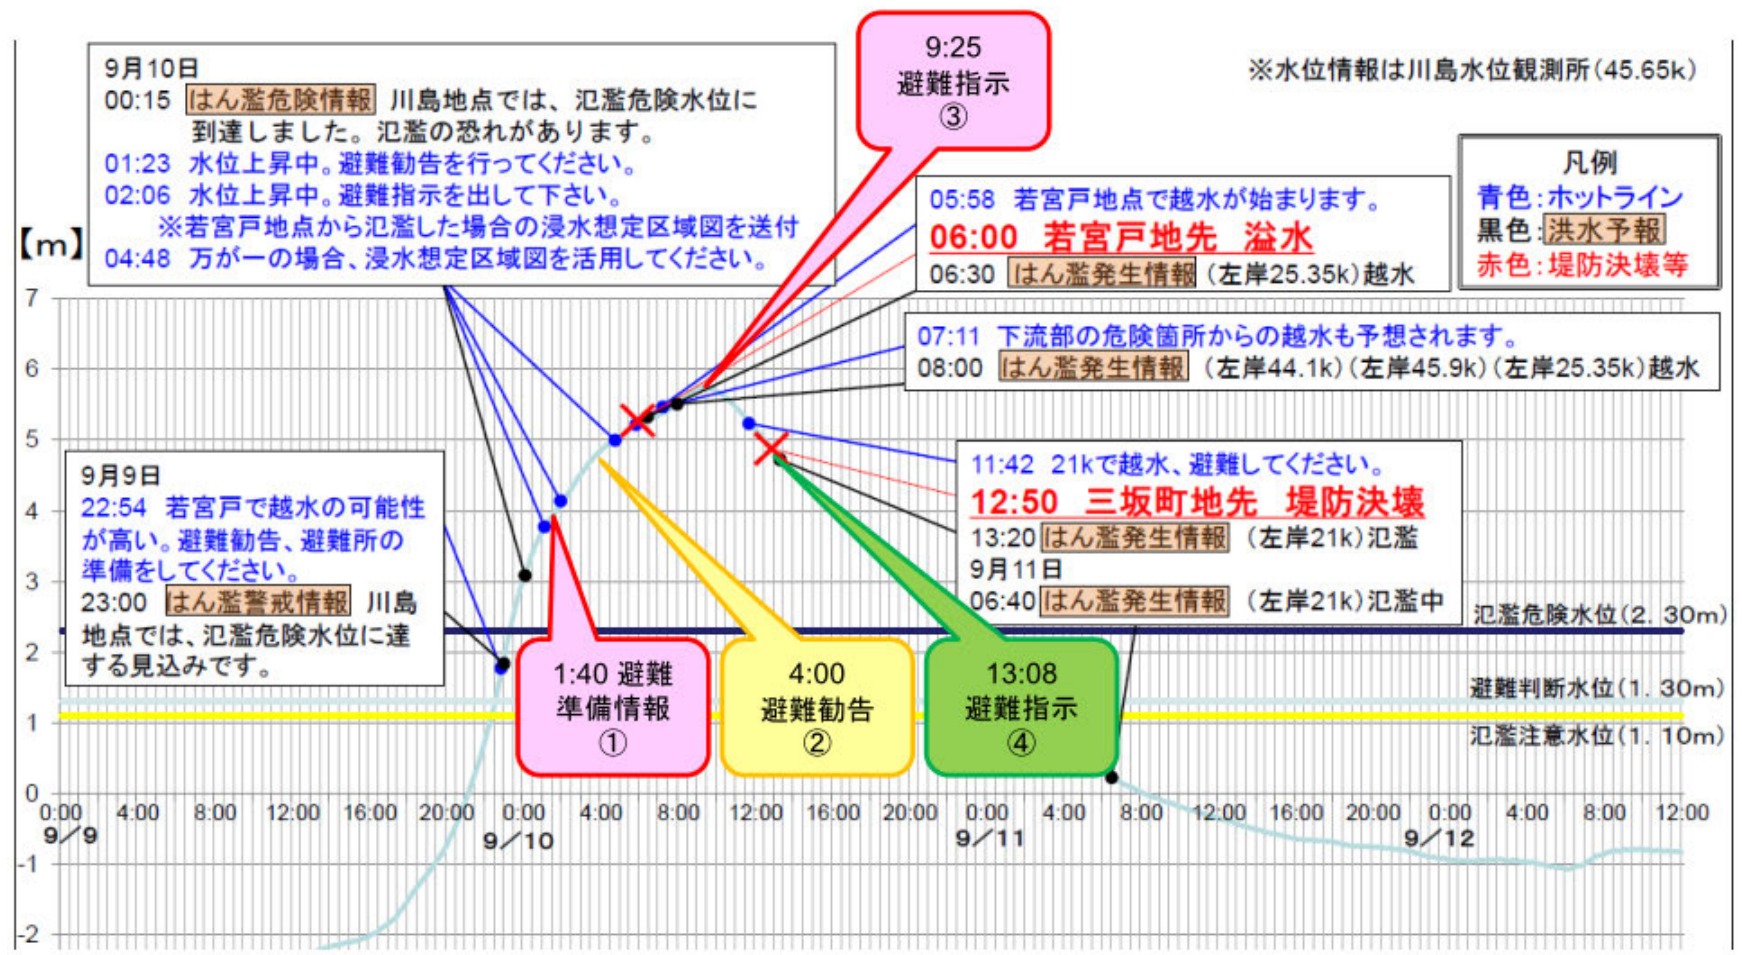 9月10日
00:15 はん濫危険情報 川島地点では、氾濫危険水位に
到達しました。氾濫の恐れがあります。
01:23 水位上昇中。避難勧告を行ってください。
02:06 水位上昇中。避難指示を出して下さい。
※若宮戸地点から氾濫した場合の浸水想定区域図を送付
04:48 万が一の場合、浸水想定区域図を活用してください。
9:25
避難指示
③
※水位情報は川島水位観測所(45.65k)
凡例
青色:ホットライン
黒色:洪水予報
赤色:堤防決壊等
05:58 若宮戸地点で越水が始まります。
06:00 若宮戸地先 溢水
06:30 はん濫発生情報 (左岸25.35k)越水
07:11 下流部の危険箇所からの越水も予想されます。
08:00 はん濫発生情報 (左岸44.1k)(左岸45.9k)(左岸25.35k)越水
11:42 21kで越水、避難してください。
12:50 三坂町地先 堤防決壊
13:20 はん濫発生情報 (左岸21k)氾濫
9月11日
06:40 はん濫発生情報 (左岸21k)氾濫中
9月9日
22:54 若宮戸で越水の可能性
が高い。避難勧告、避難所の
準備をしてください。
23:00 はん濫警戒情報 川島
地点では、氾濫危険水位に達
する見込みです。
1:40 避難
準備情報
①
4:00
避難勧告
②
13:08
避難指示
④
氾濫危険水位(2.30m)
避難判断水位(1.30m)
氾濫注意水位(1.10m)
【m】
7
6
5
4
3
2
1
0
-1
-2
0:00 4:00 8:00 12:00 16:00 20:00 0:00 4:00 8:00 12:00 16:00 20:00 0:00 4:00 8:00 12:00 16:00 20:00 0:00 4:00 8:00 12:00
9/9 9/10 9/11 9/12